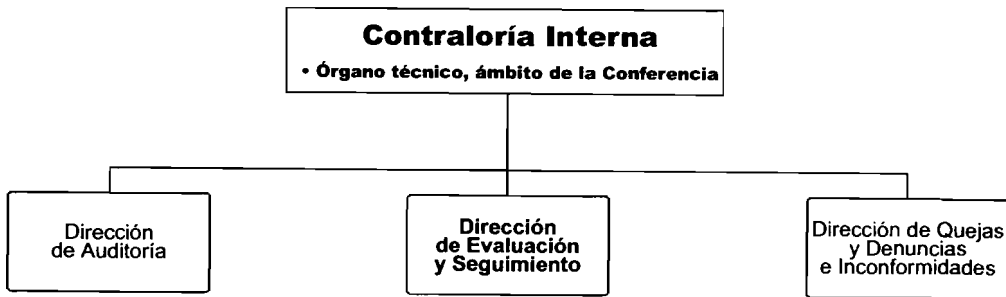 Contraloría Interna
• Órgano técnico, ámbito de la Conferencia
Dirección
de Auditoría
Dirección
de Evaluación
y Seguimiento
Dirección de Quejas
y Denuncias
e Inconformidades